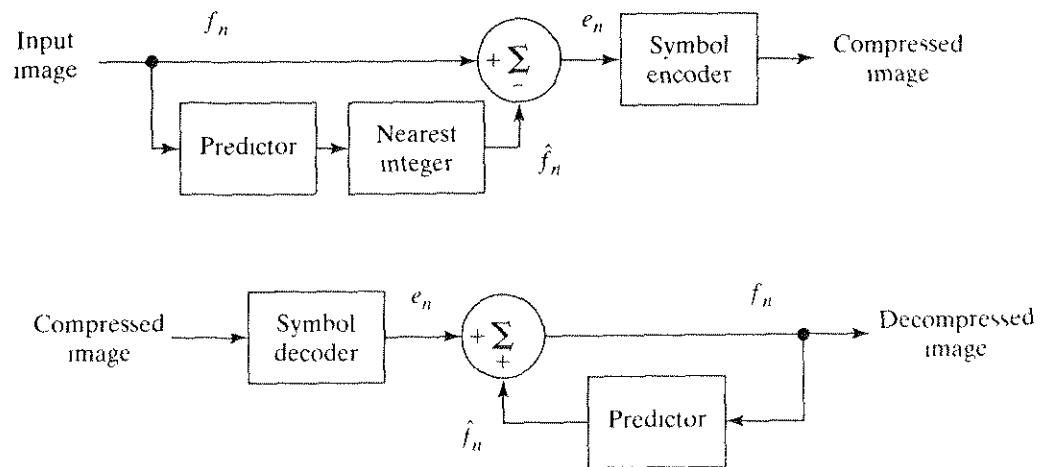 Input
image
f_n
Predictor
Nearest
integer
f̂_n
+ Σ
-
e_n
Symbol
encoder
Compressed
image
Compressed
image
Symbol
decoder
e_n
+ Σ
+
f̂_n
Predictor
f_n
Decompressed
image